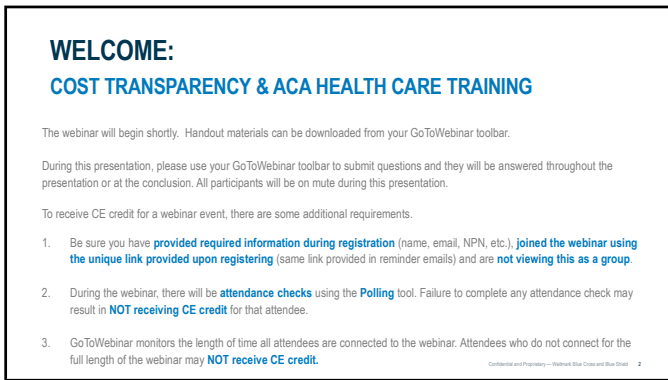 WELCOME:
COST TRANSPARENCY & ACA HEALTH CARE TRAINING
The webinar will begin shortly. Handout materials can be downloaded from your GoToWebinar toolbar.
During this presentation, please use your GoToWebinar toolbar to submit questions and they will be answered throughout the
presentation or at the conclusion. All participants will be on mute during this presentation.
To receive CE credit for a webinar event, there are some additional requirements.
1. Be sure you have provided required information during registration (name, email, NPN, etc.), joined the webinar using
the unique link provided upon registering (same link provided in reminder emails) and are not viewing this as a group.
2. During the webinar, there will be attendance checks using the Polling tool. Failure to complete any attendance check may
result in NOT receiving CE credit for that attendee.
3. GoToWebinar monitors the length of time all attendees are connected to the webinar. Attendees who do not connect for the
full length of the webinar may NOT receive CE credit.
Confidential and Proprietary — Wellmark Blue Cross and Blue Shield 2